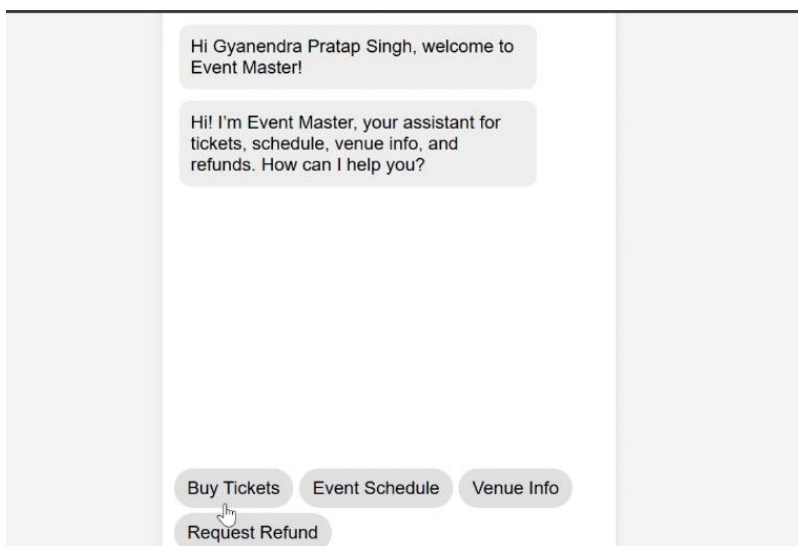 Hi Gyanendra Pratap Singh, welcome to
Event Master!
Hi! I'm Event Master, your assistant for
tickets, schedule, venue info, and
refunds. How can I help you?
Buy Tickets Event Schedule Venue Info
Request Refund